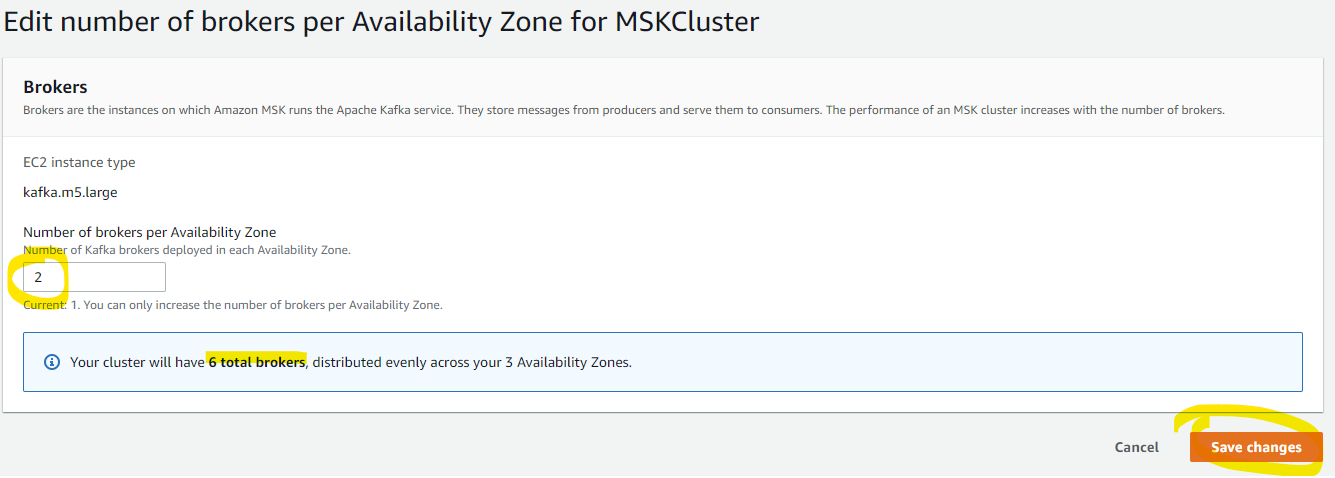 Edit number of brokers per Availability Zone for MSKCluster
Brokers
Brokers are the instances on which Amazon MSK runs the Apache Kafka service. They store messages from producers and serve them to consumers. The performance of an MSK cluster increases with the number of brokers.
EC2 instance type
kafka.m5.large
Number of brokers per Availability Zone
Number of Kafka brokers deployed in each Availability Zone.
2
Current: 1. You can only increase the number of brokers per Availability Zone.
Your cluster will have 6 total brokers, distributed evenly across your 3 Availability Zones.
Cancel Save changes